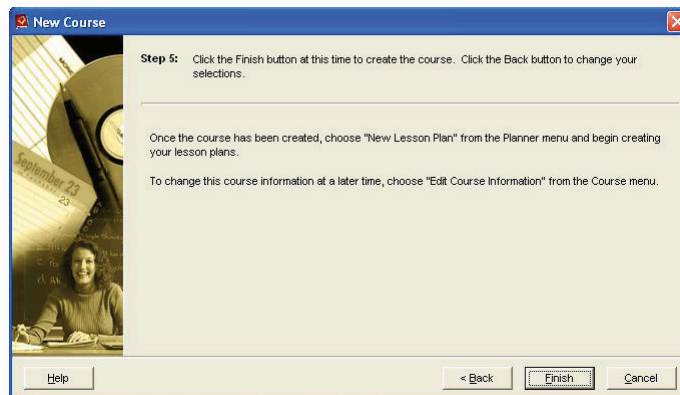 New Course
Step 5: Click the Finish button at this time to create the course. Click the Back button to change your
selections.
Once the course has been created, choose "New Lesson Plan" from the Planner menu and begin creating
your lesson plans.
To change this course information at a later time, choose "Edit Course Information" from the Course menu.
September 23
23
Help
< Back
Finish
Cancel